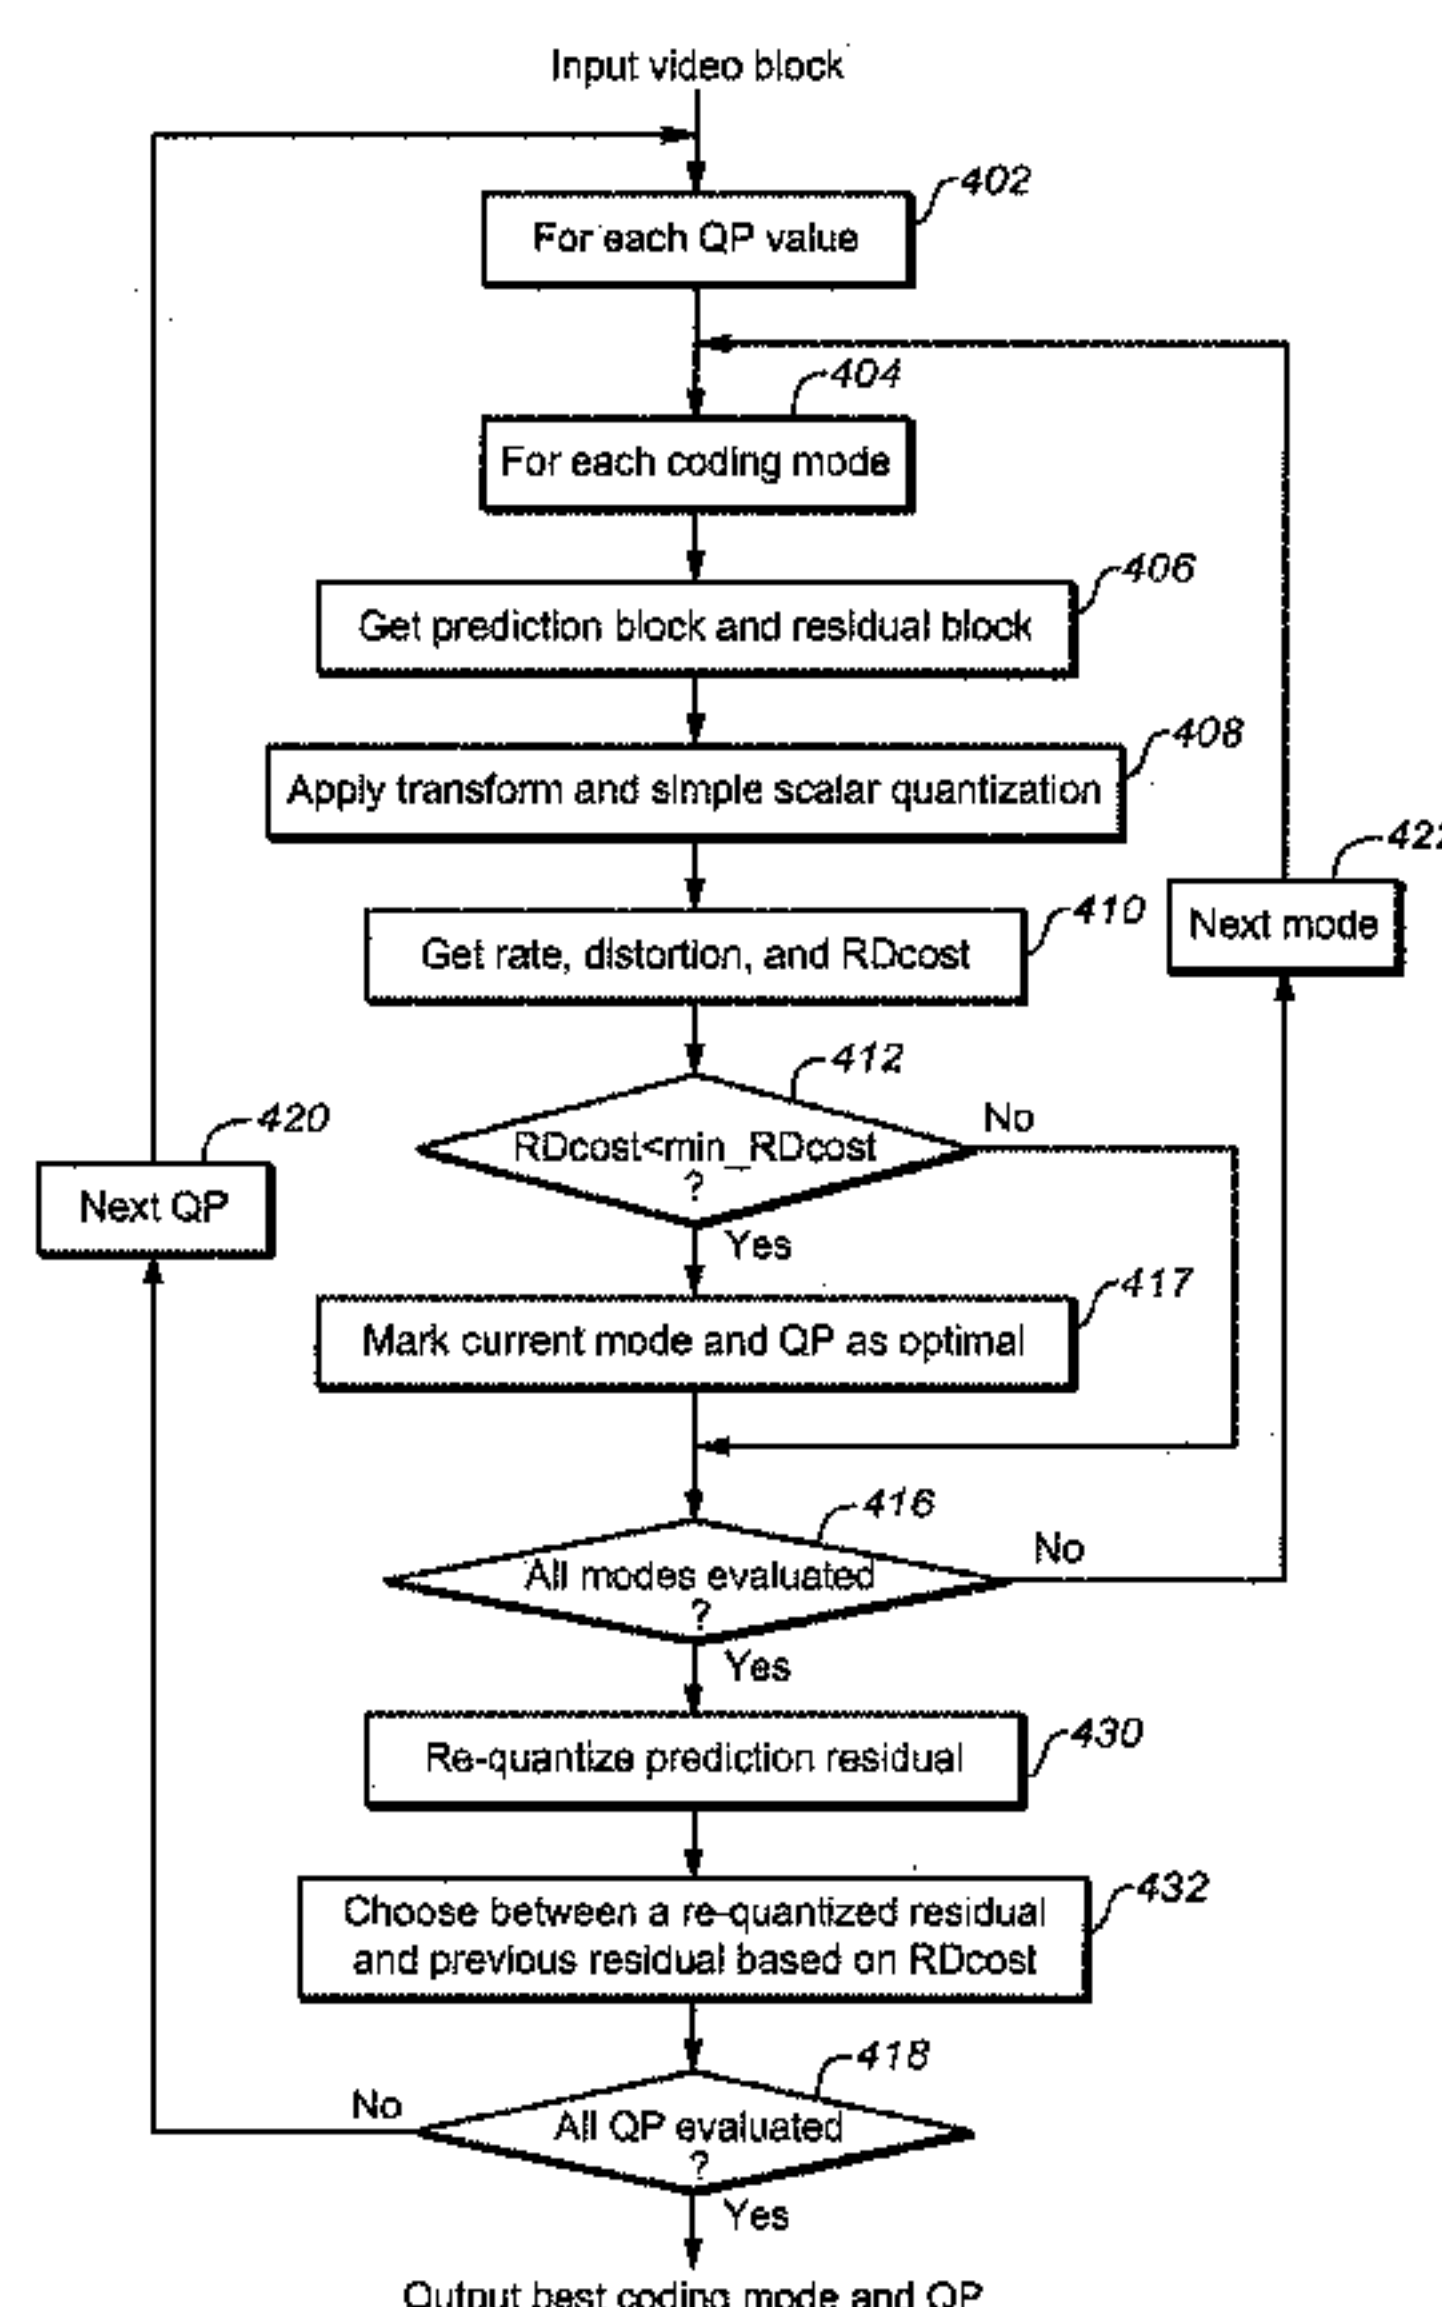 Input video block
402
For each QP value
404
For each coding mode
406
Get prediction block and residual block
408
Apply transform and simple scalar quantization
422
Next mode
410
Get rate, distortion, and RDcost
412
RDcost<min_RDcost
?
No
Yes
420
Next QP
417
Mark current mode and QP as optimal
416
All modes evaluated
?
No
Yes
430
Re-quantize prediction residual
432
Choose between a re-quantized residual
and previous residual based on RDcost
418
All QP evaluated
?
No
Yes
Output best coding mode and QP